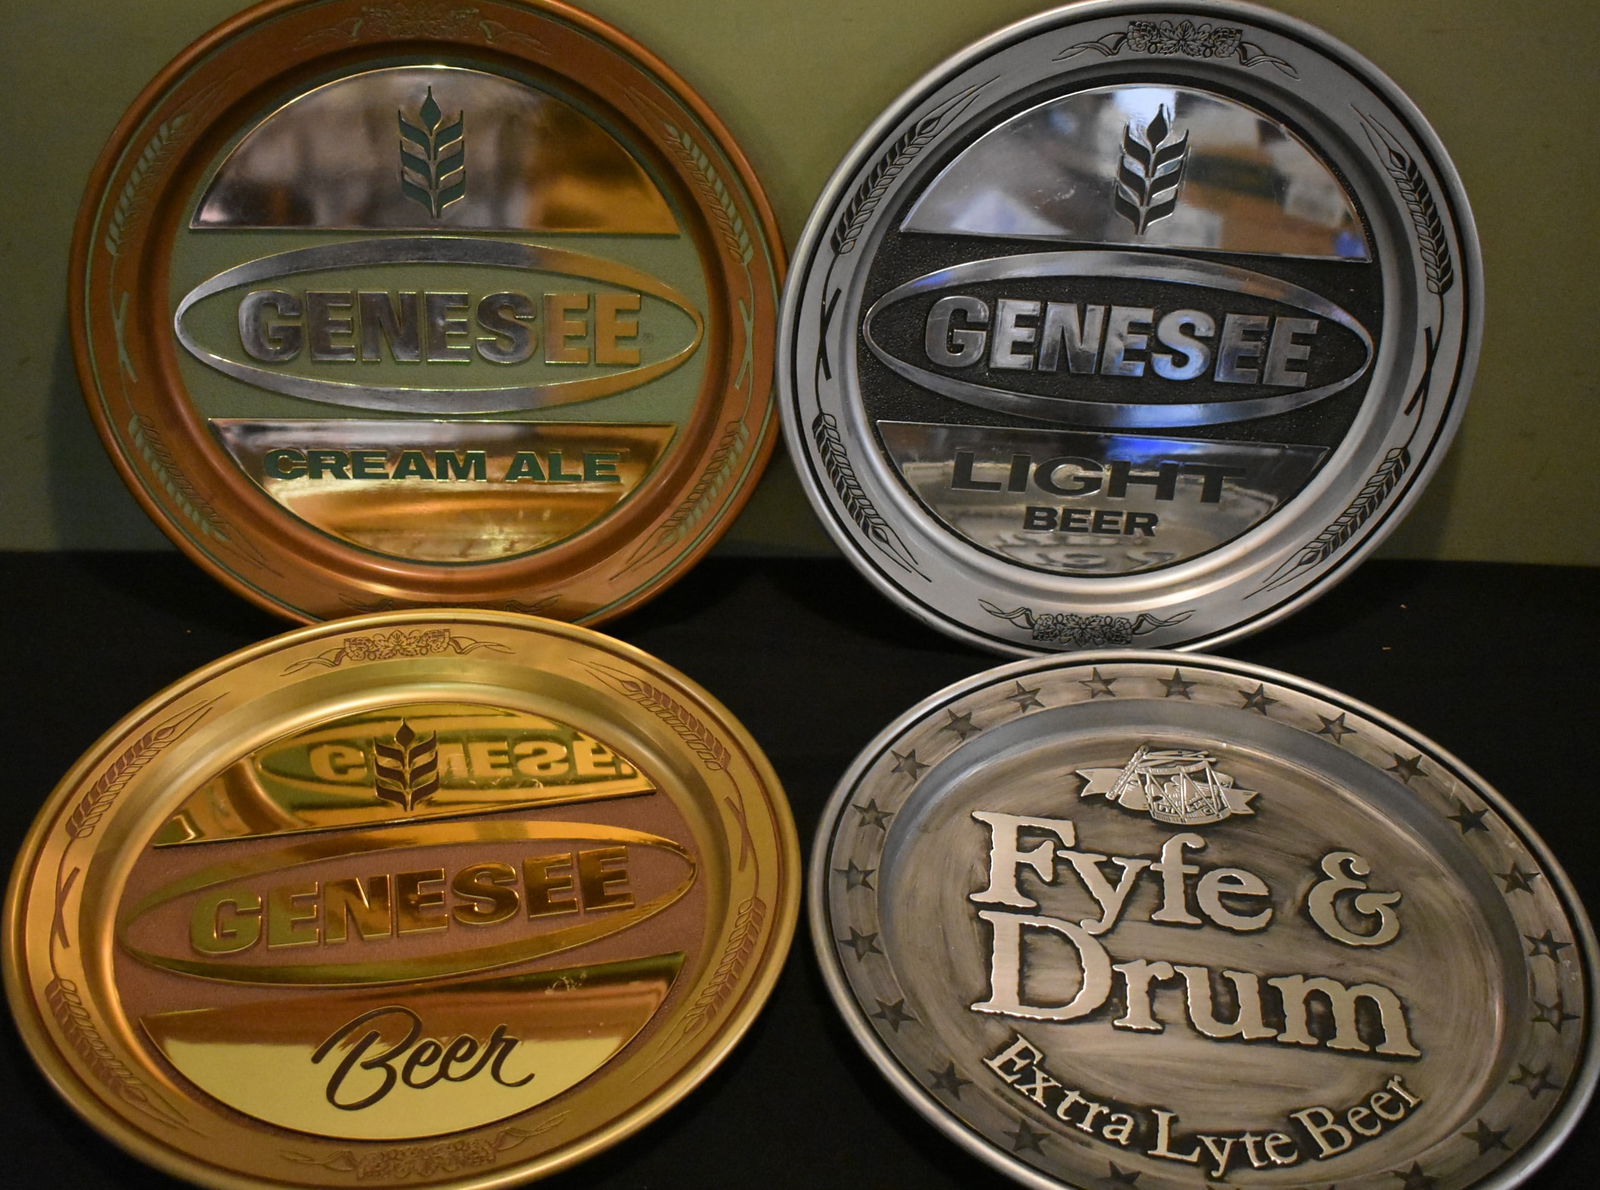 GENESEE
CREAM ALE
GENESEE
LIGHT
BEER
GENESEE
Beer
Fyfe &
Drum
Extra Lyte Beer